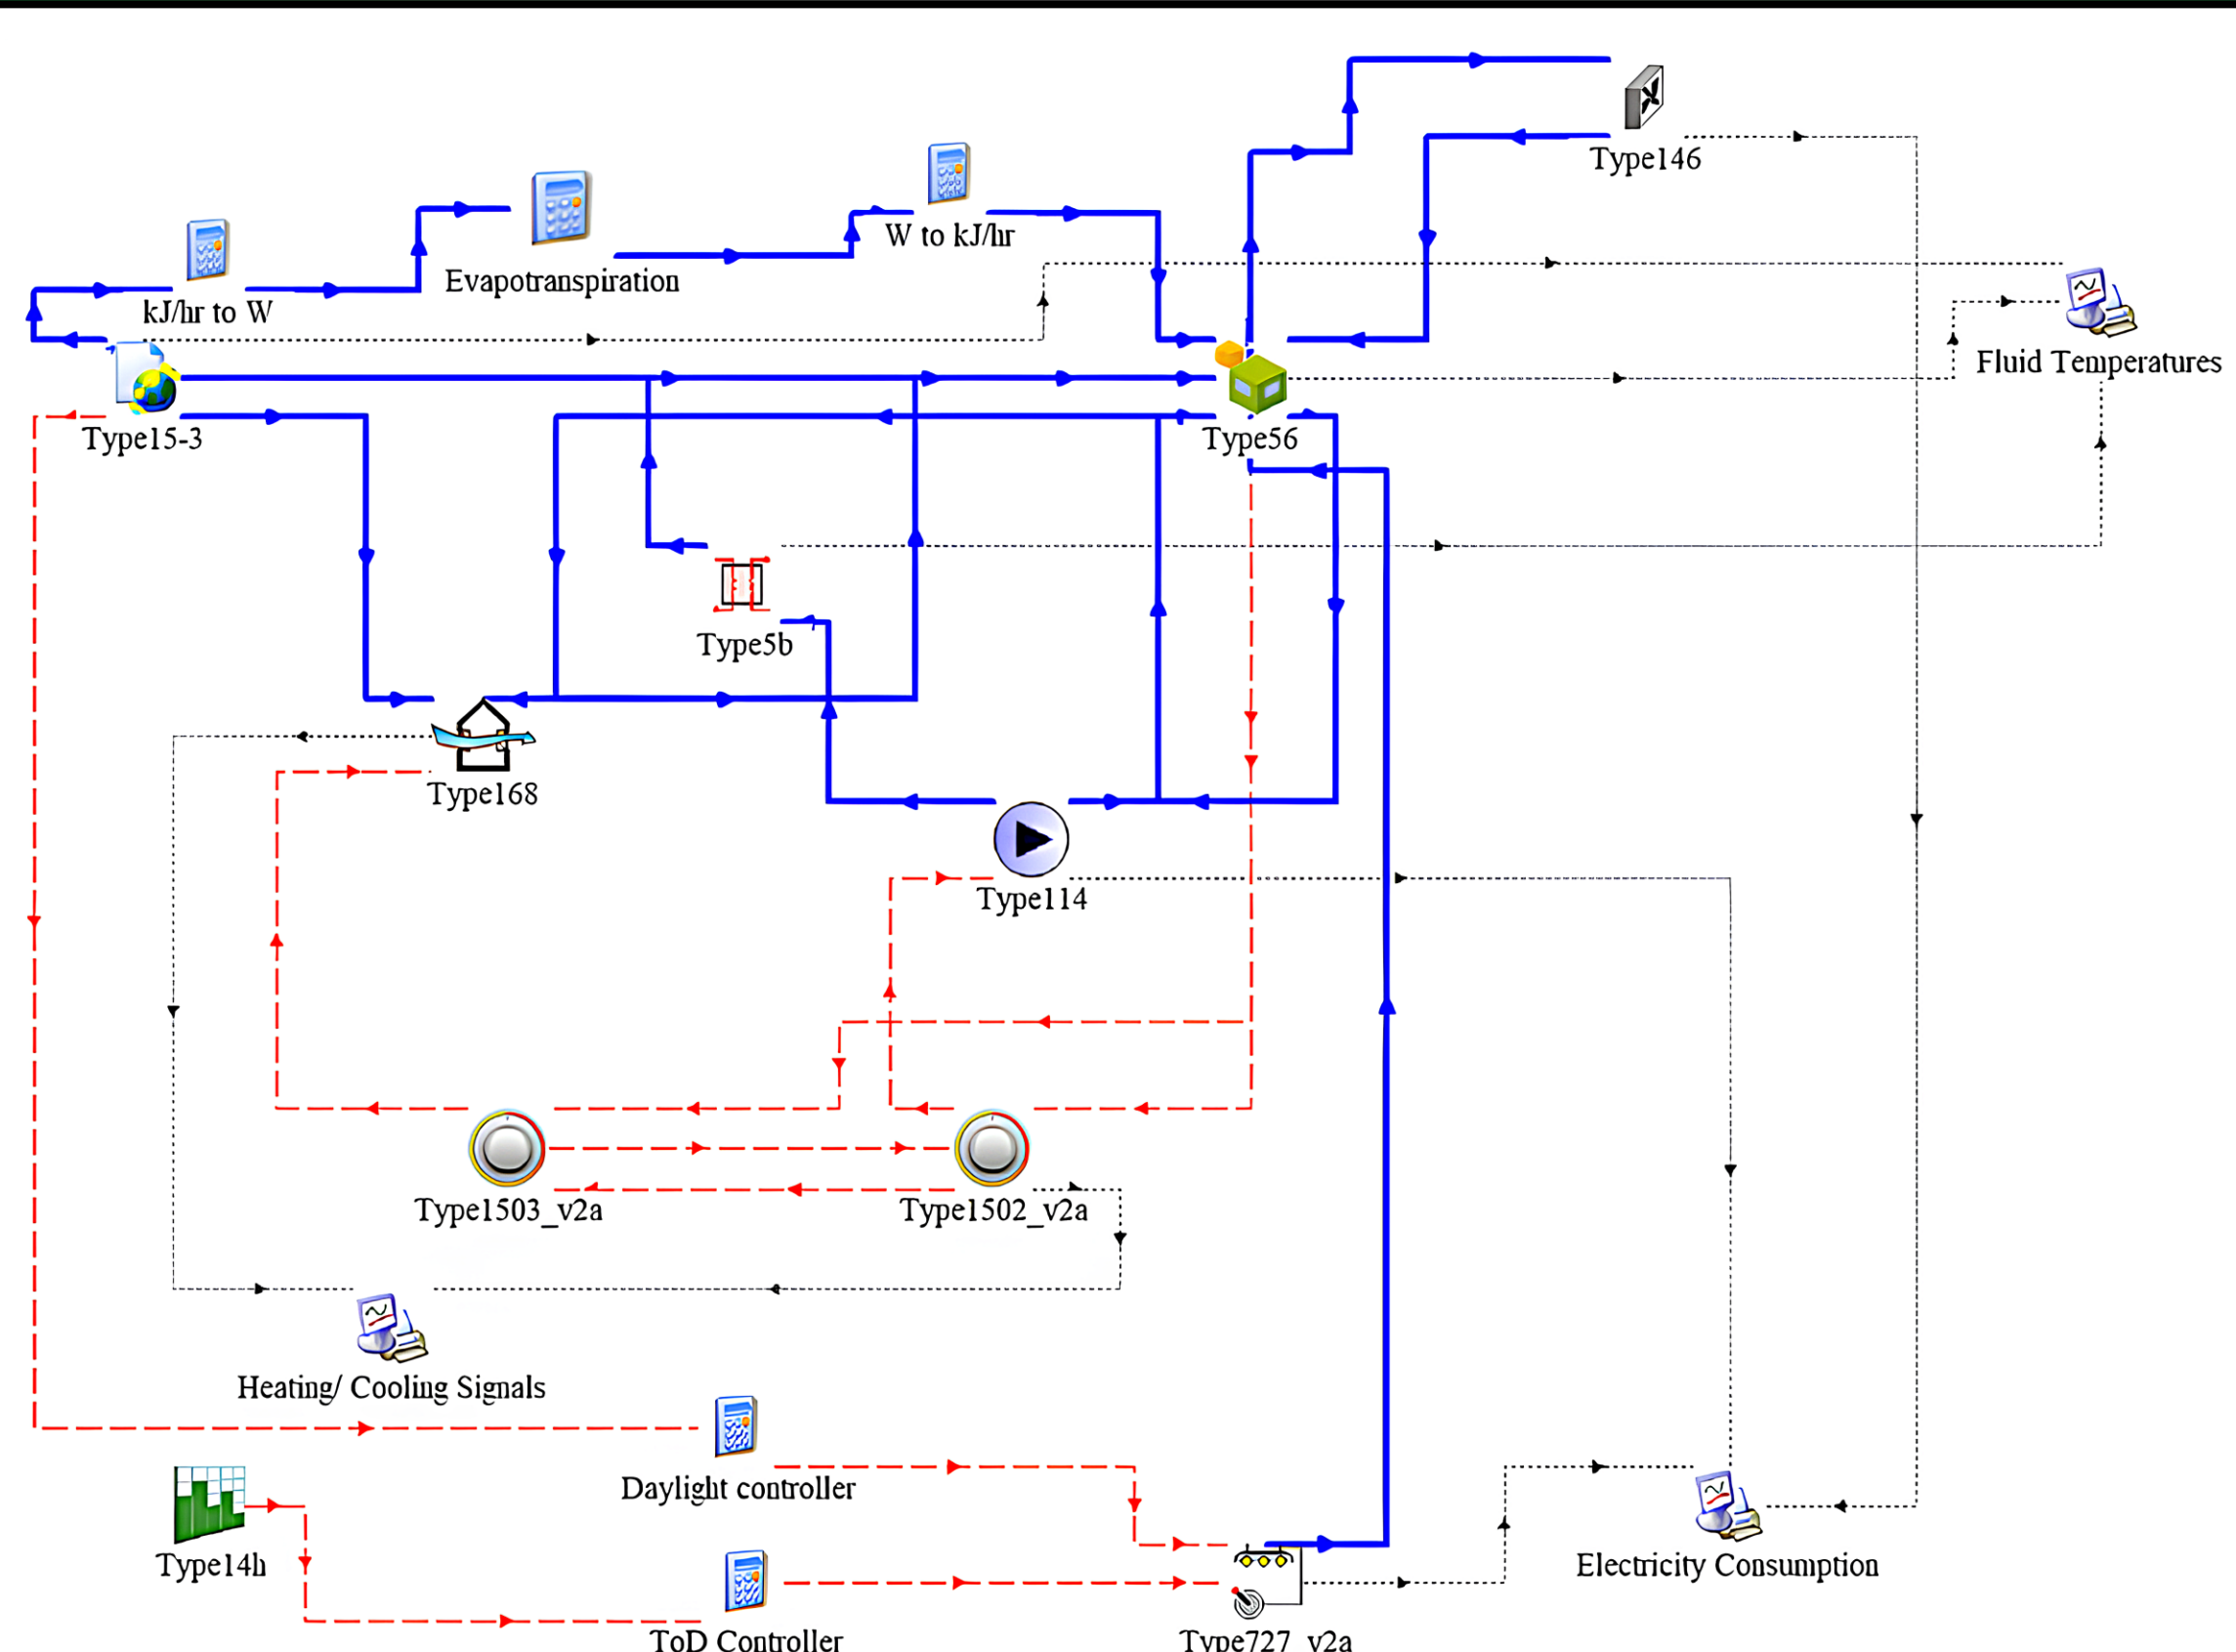 Type146
W to kJ/hr
Evapotranspiration
kJ/hr to W
Fluid Temperatures
Type15-3
Type56
Type5b
Type168
Type114
Type1503_v2a
Type1502_v2a
Heating/ Cooling Signals
Daylight controller
Type14h
Electricity Consumption
ToD Controller
Type727_v2a